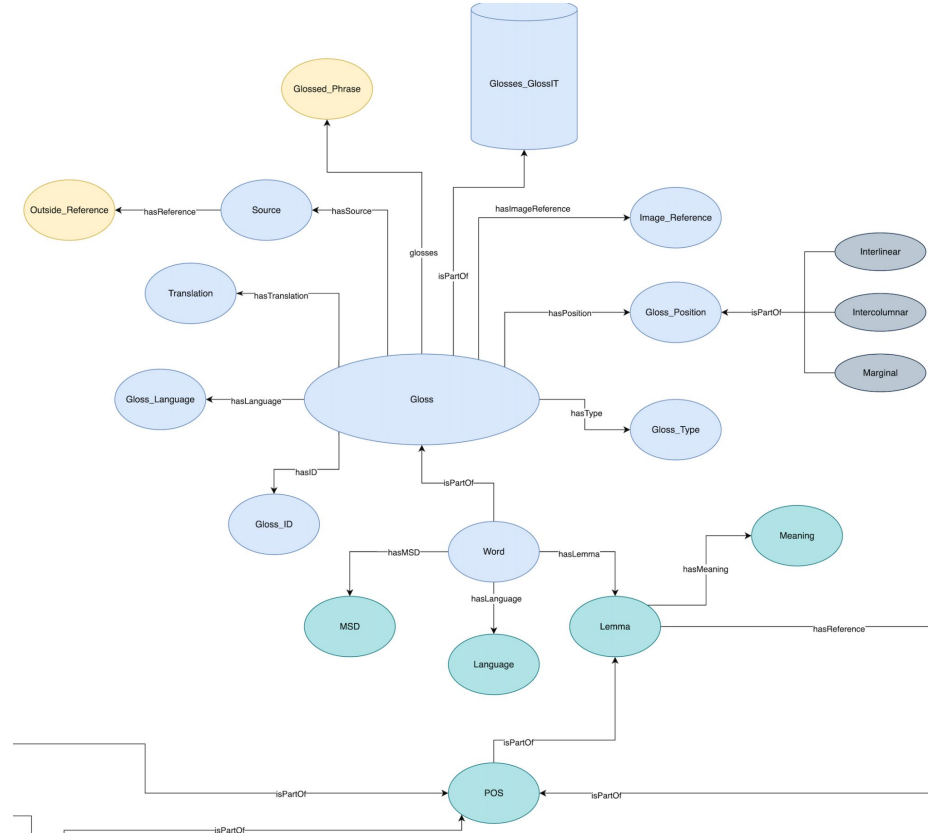 Glosses_GlossIT
Glossed_Phrase
Outside_Reference
hasReference
Source
hasSource
hasImageReference
Image_Reference
glosses
isPartOf
Interlinear
Translation
hasTranslation
hasPosition
Gloss_Position
isPartOf
Intercolumnar
Marginal
Gloss_Language
hasLanguage
Gloss
hasType
Gloss_Type
hasID
isPartOf
Gloss_ID
hasMSD
Word
hasLemma
Meaning
hasMeaning
hasLanguage
MSD
Lemma
hasReference
Language
isPartOf
isPartOf
POS
isPartOf
isPartOf